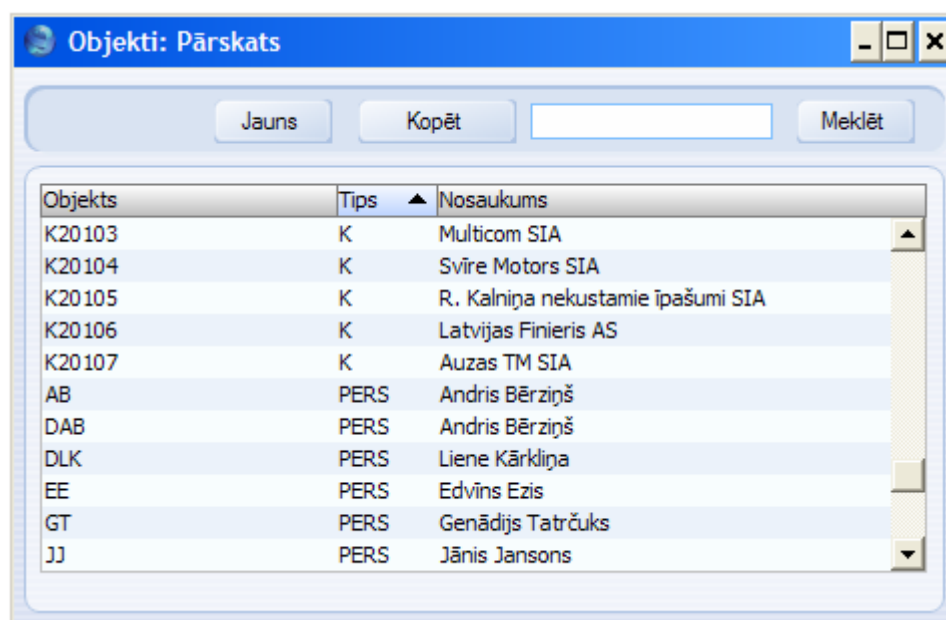 Objekti: Pārskats
Jauns Kopēt Meklēt
Objekts Tips Nosaukums
K20103 K Multicom SIA
K20104 K Svīre Motors SIA
K20105 K R. Kalniņa nekustamie īpašumi SIA
K20106 K Latvijas Finieris AS
K20107 K Auzas TM SIA
AB PERS Andris Bērziņš
DAB PERS Andris Bērziņš
DLK PERS Liene Kārkliņa
EE PERS Edvīns Ezis
GT PERS Genādijs Tatrčuks
JJ PERS Jānis Jansons